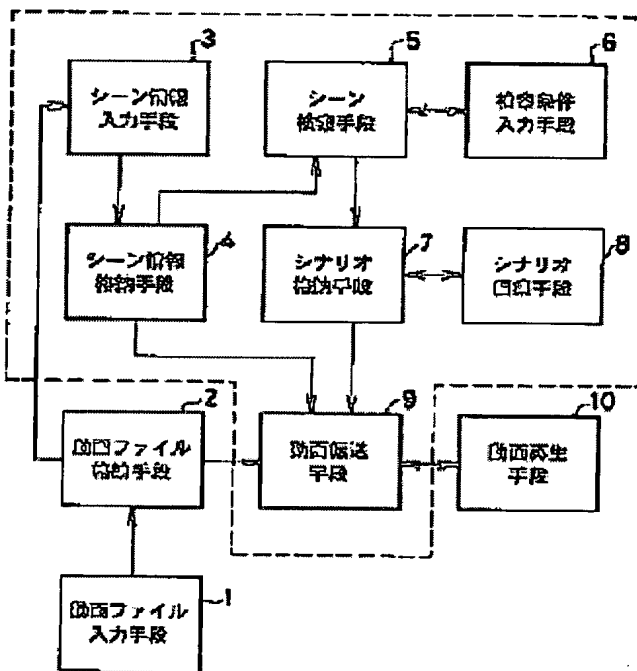 3
シーン情報
入力手段
5
シーン
検索手段
6
検索条件
入力手段
4
シーン情報
格納手段
7
シナリオ
格納手段
8
シナリオ
手段
2
動画ファイル
格納手段
9
動画転送
手段
10
動画再生
手段
1
動画ファイル
入力手段